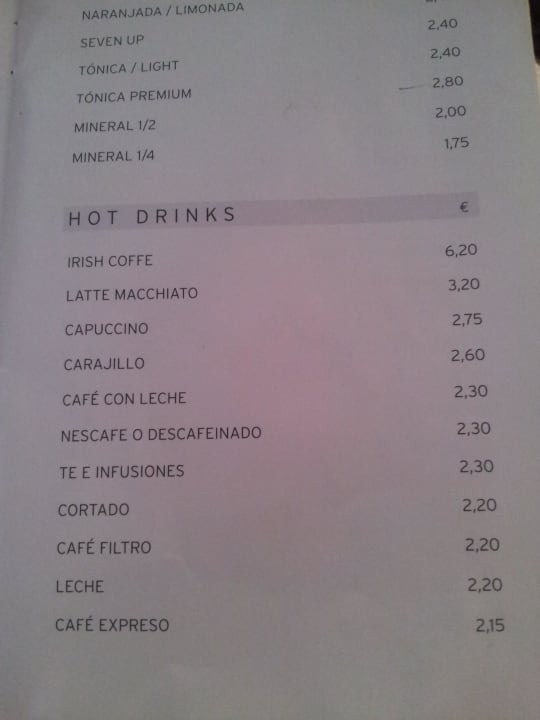 NARANJADA / LIMONADA
SEVEN UP 2,40
TÓNICA / LIGHT 2,40
TÓNICA PREMIUM 2,80
MINERAL 1/2 2,00
MINERAL 1/4 1,75
HOT DRINKS €
IRISH COFFE 6,20
LATTE MACCHIATO 3,20
CAPUCCINO 2,75
CARAJILLO 2,60
CAFÉ CON LECHE 2,30
NESCAFE O DESCAFEINADO 2,30
TE E INFUSIONES 2,30
CORTADO 2,20
CAFÉ FILTRO 2,20
LECHE 2,20
CAFÉ EXPRESO 2,15